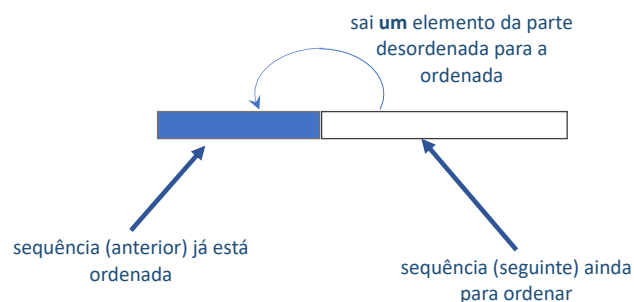 sai um elemento da parte
desordenada para a
ordenada
sequência (anterior) já está
ordenada
sequência (seguinte) ainda
para ordenar